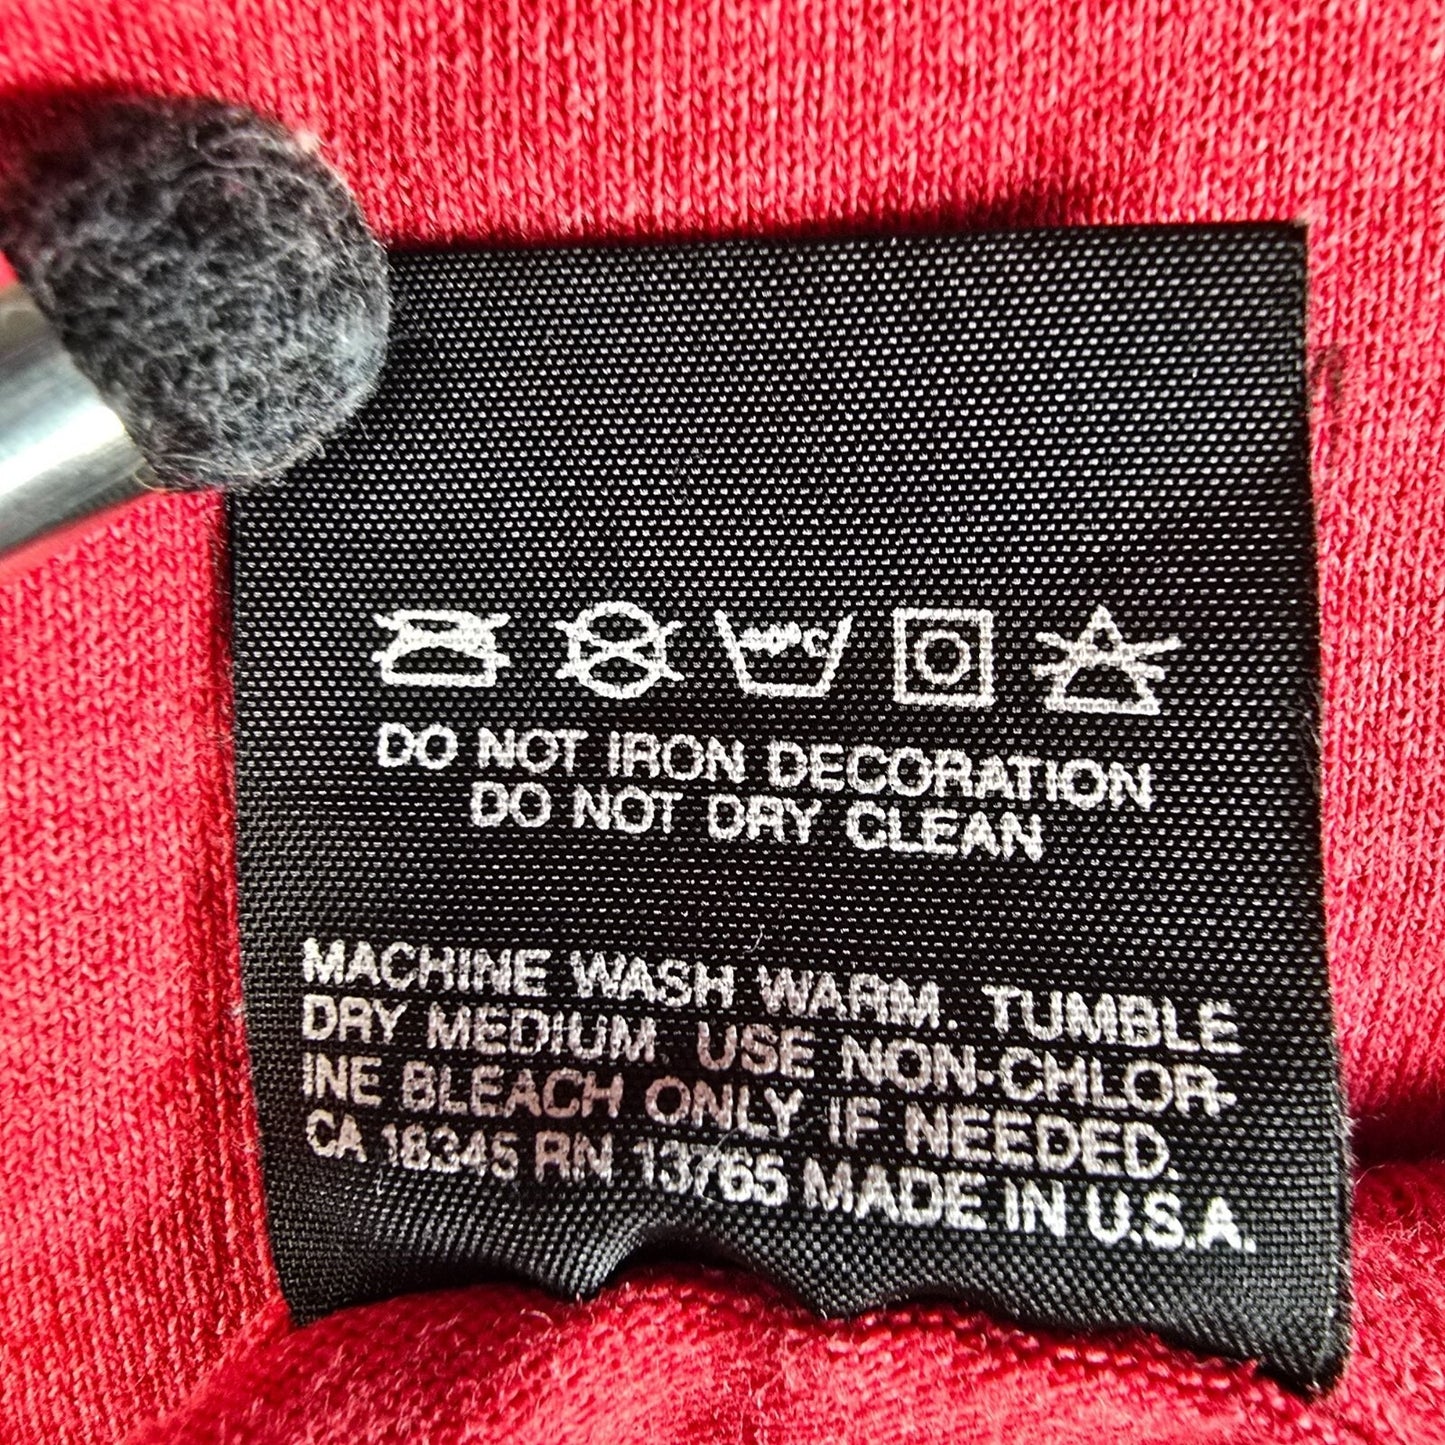 40°C
DO NOT IRON DECORATION
DO NOT DRY CLEAN
MACHINE WASH WARM. TUMBLE
DRY MEDIUM. USE NON-CHLOR-
INE BLEACH ONLY IF NEEDED.
CA 18345 RN 13765 MADE IN U.S.A.